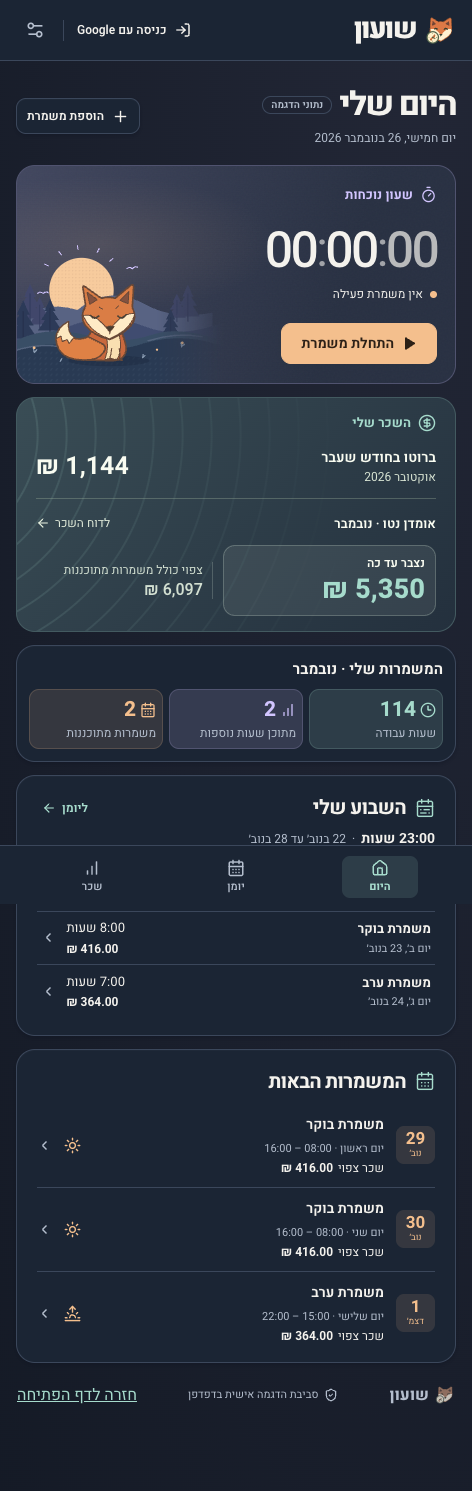 שועון
כניסה עם Google
היום שלי
נתוני הדגמה
הוספת משמרת
יום חמישי, 26 בנובמבר 2026
שעון נוכחות
00:00:00
אין משמרת פעילה
התחלת משמרת
השכר שלי
ברוטו בחודש שעבר
אוקטובר 2026
1,144 ₪
אומדן נטו · נובמבר
לדוח השכר
נצבר עד כה
5,350 ₪
צפוי כולל משמרות מתוכננות
6,097 ₪
המשמרות שלי · נובמבר
114
שעות עבודה
2
מתוכן שעות נוספות
2
משמרות מתוכננות
השבוע שלי
ליומן
23:00 שעות · 22 בנוב׳ עד 28 בנוב׳
היום
יומן
שכר
משמרת בוקר
יום ב׳, 23 בנוב׳
8:00 שעות
416.00 ₪
משמרת ערב
יום ג׳, 24 בנוב׳
7:00 שעות
364.00 ₪
המשמרות הבאות
29
נוב׳
משמרת בוקר
יום ראשון · 08:00 – 16:00
שכר צפוי 416.00 ₪
30
נוב׳
משמרת בוקר
יום שני · 08:00 – 16:00
שכר צפוי 416.00 ₪
1
דצמ׳
משמרת ערב
יום שלישי · 15:00 – 22:00
שכר צפוי 364.00 ₪
שועון
סביבת הדגמה אישית בדפדפן
חזרה לדף הפתיחה